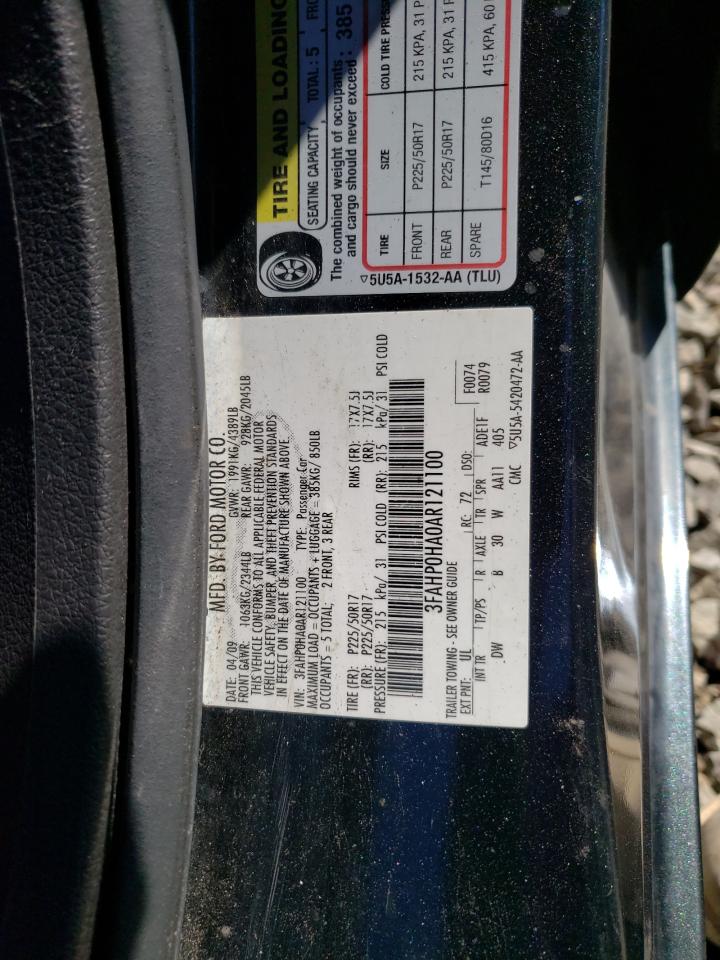 TIRE AND LOADING
SEATING CAPACITY TOTAL: 5 FRO
The combined weight of occupants
and cargo should never exceed: 385
TIRE SIZE COLD TIRE PRESS
FRONT P225/50R17 215 KPA, 31 P
REAR P225/50R17 215 KPA, 31 P
SPARE T145/80D16 415 KPA, 60
▽5U5A-1532-AA (TLU)
MFD. BY FORD MOTOR CO.
DATE: 04/09 GVWR: 1991KG/4389LB
FRONT GAWR: 1063KG/2344LB REAR GAWR: 928KG/2045LB
THIS VEHICLE CONFORMS TO ALL APPLICABLE FEDERAL MOTOR
VEHICLE SAFETY, BUMPER, AND THEFT PREVENTION STANDARDS
IN EFFECT ON THE DATE OF MANUFACTURE SHOWN ABOVE.
VIN: 3FAHP0HA0AR121100 TYPE: Passenger Car
MAXIMUM LOAD = OCCUPANTS + LUGGAGE = 385KG/ 850LB
OCCUPANTS = 5 TOTAL; 2 FRONT, 3 REAR
TIRE (FR): P225/50R17 RIMS (FR): 17X7.5J
(RR): P225/50R17 (RR): 17X7.5J
PRESSURE (FR): 215 kPa/ 31 PSI COLD (RR): 215 kPa/ 31 PSI COLD
3FAHP0HA0AR121100
TRAILER TOWING - SEE OWNER GUIDE F0074
EXT PNT: UL RC: 72 DSO: R0079
INT TR TP/PS R AXLE TR SPR ADE1F
DW B 30 W AA11 405
CMC ▽5U5A-5420472-AA